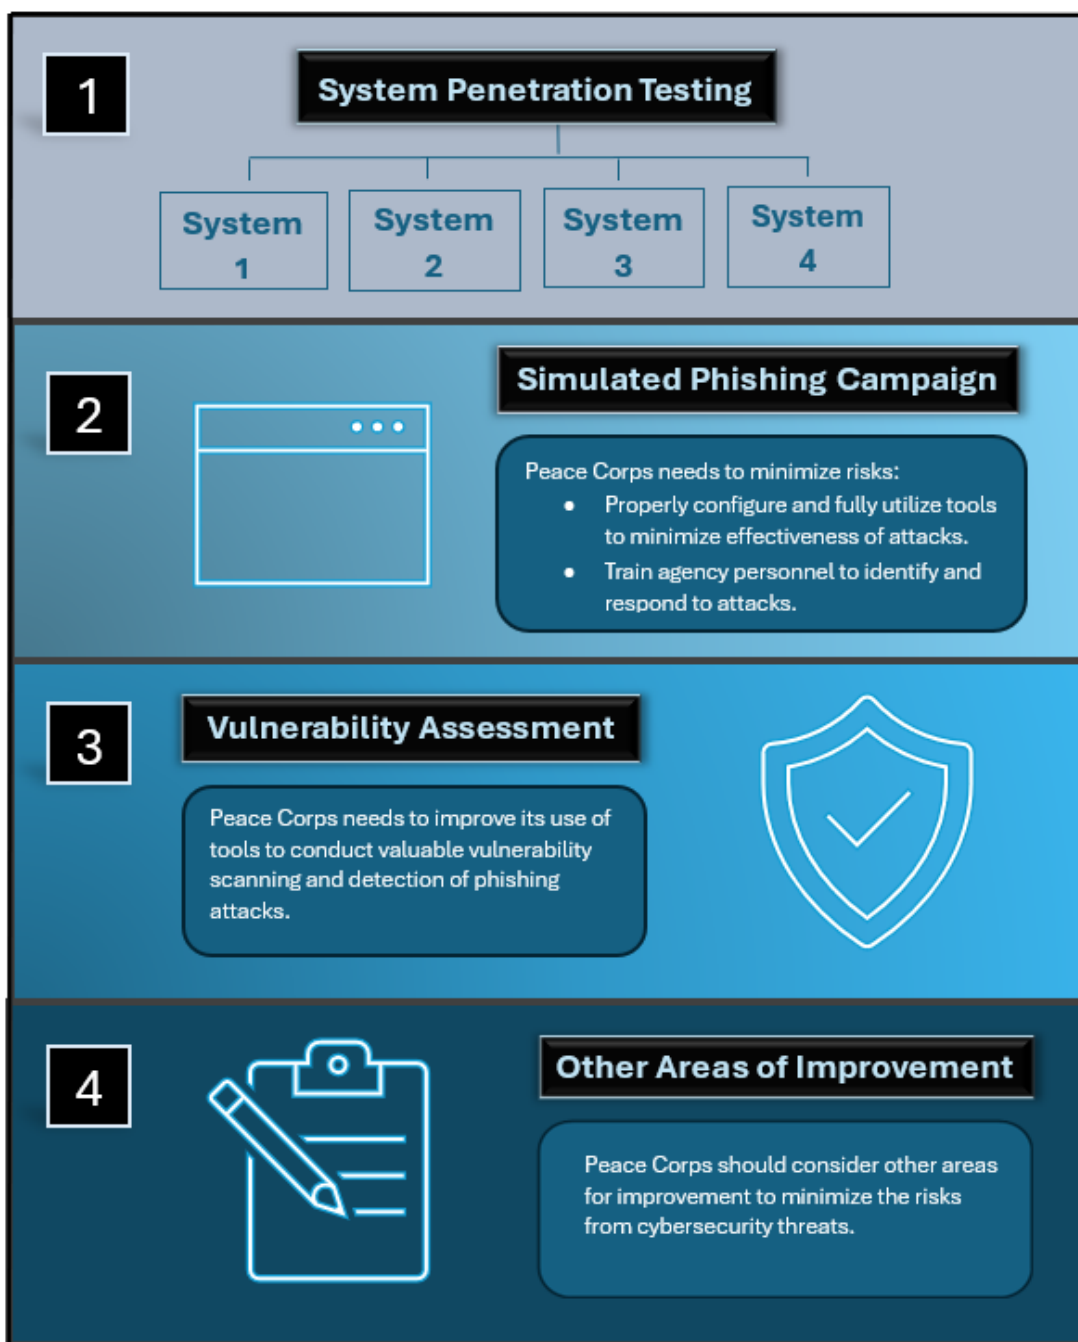 1
System Penetration Testing
System
1
System
2
System
3
System
4
2
Simulated Phishing Campaign
Peace Corps needs to minimize risks:
● Properly configure and fully utilize tools
to minimize effectiveness of attacks.
● Train agency personnel to identify and
respond to attacks.
3
Vulnerability Assessment
Peace Corps needs to improve its use of
tools to conduct valuable vulnerability
scanning and detection of phishing
attacks.
4
Other Areas of Improvement
Peace Corps should consider other areas
for improvement to minimize the risks
from cybersecurity threats.